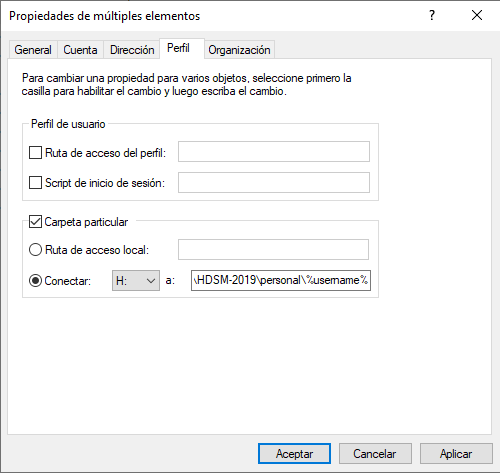 Propiedades de múltiples elementos
?
General Cuenta Dirección Perfil Organización
Para cambiar una propiedad para varios objetos, seleccione primero la
casilla para habilitar el cambio y luego escriba el cambio.
Perfil de usuario
Ruta de acceso del perfil:
Script de inicio de sesión:
Carpeta particular
Ruta de acceso local:
Conectar: H: a: \HDSM-2019\personal\%username%
Aceptar Cancelar Aplicar